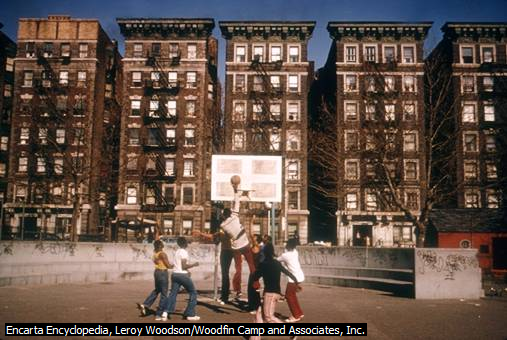 Encarta Encyclopedia, Leroy Woodson/Woodfin Camp and Associates, Inc.